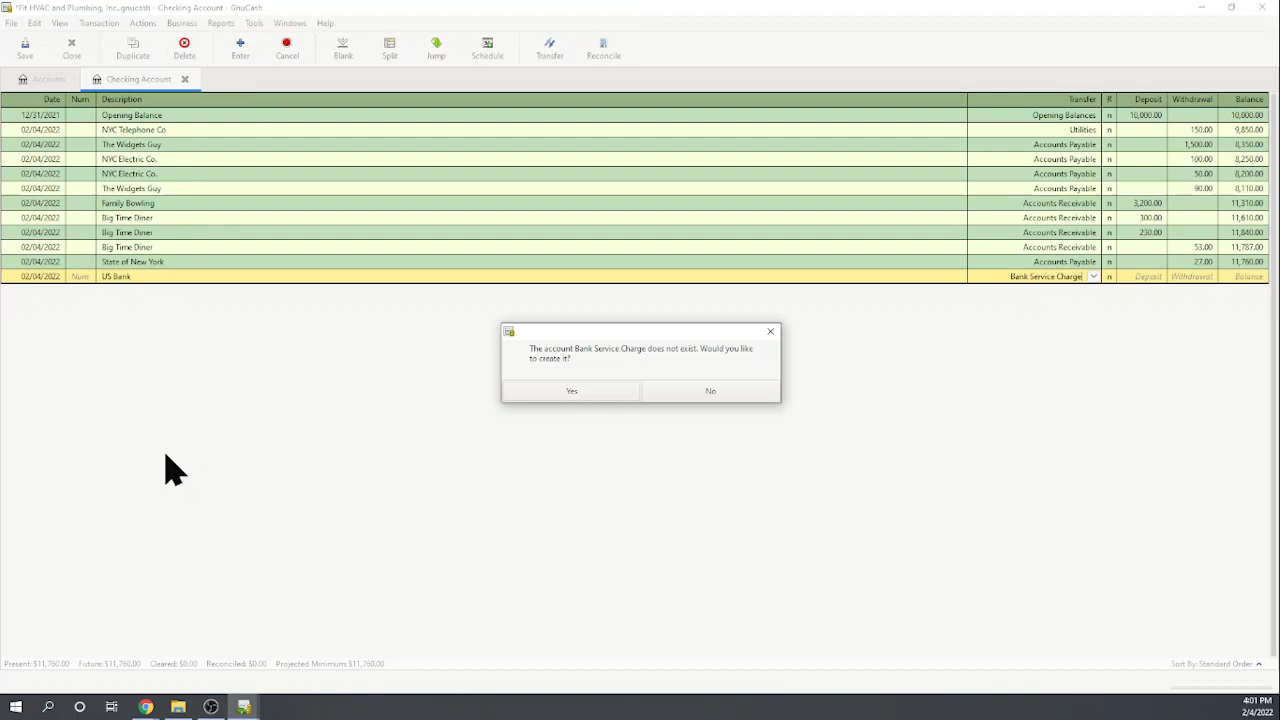 *Fit HVAC and Plumbing, Inc..gnucash - Checking Account - GnuCash
File Edit View Transaction Actions Business Reports Tools Windows Help
Save Close Duplicate Delete Enter Cancel Blank Split Jump Schedule Transfer Reconcile
Accounts Checking Account
Date Num Description Transfer R Deposit Withdrawal Balance
12/31/2021 Opening Balance Opening Balances n 10,000.00 10,000.00
02/04/2022 NYC Telephone Co Utilities n 150.00 9,850.00
02/04/2022 The Widgets Guy Accounts Payable n 1,500.00 8,350.00
02/04/2022 NYC Electric Co. Accounts Payable n 100.00 8,250.00
02/04/2022 NYC Electric Co. Accounts Payable n 50.00 8,200.00
02/04/2022 The Widgets Guy Accounts Payable n 90.00 8,110.00
02/04/2022 Family Bowling Accounts Receivable n 3,200.00 11,310.00
02/04/2022 Big Time Diner Accounts Receivable n 300.00 11,610.00
02/04/2022 Big Time Diner Accounts Receivable n 230.00 11,840.00
02/04/2022 Big Time Diner Accounts Receivable n 53.00 11,787.00
02/04/2022 State of New York Accounts Payable n 27.00 11,760.00
02/04/2022 Num US Bank Bank Service Charge n Deposit Withdrawal Balance
The account Bank Service Charge does not exist. Would you like
to create it?
Yes No
Present: $11,760.00 Future: $11,760.00 Cleared: $0.00 Reconciled: $0.00 Projected Minimum: $11,760.00 Sort By: Standard Order
4:01 PM
2/4/2022